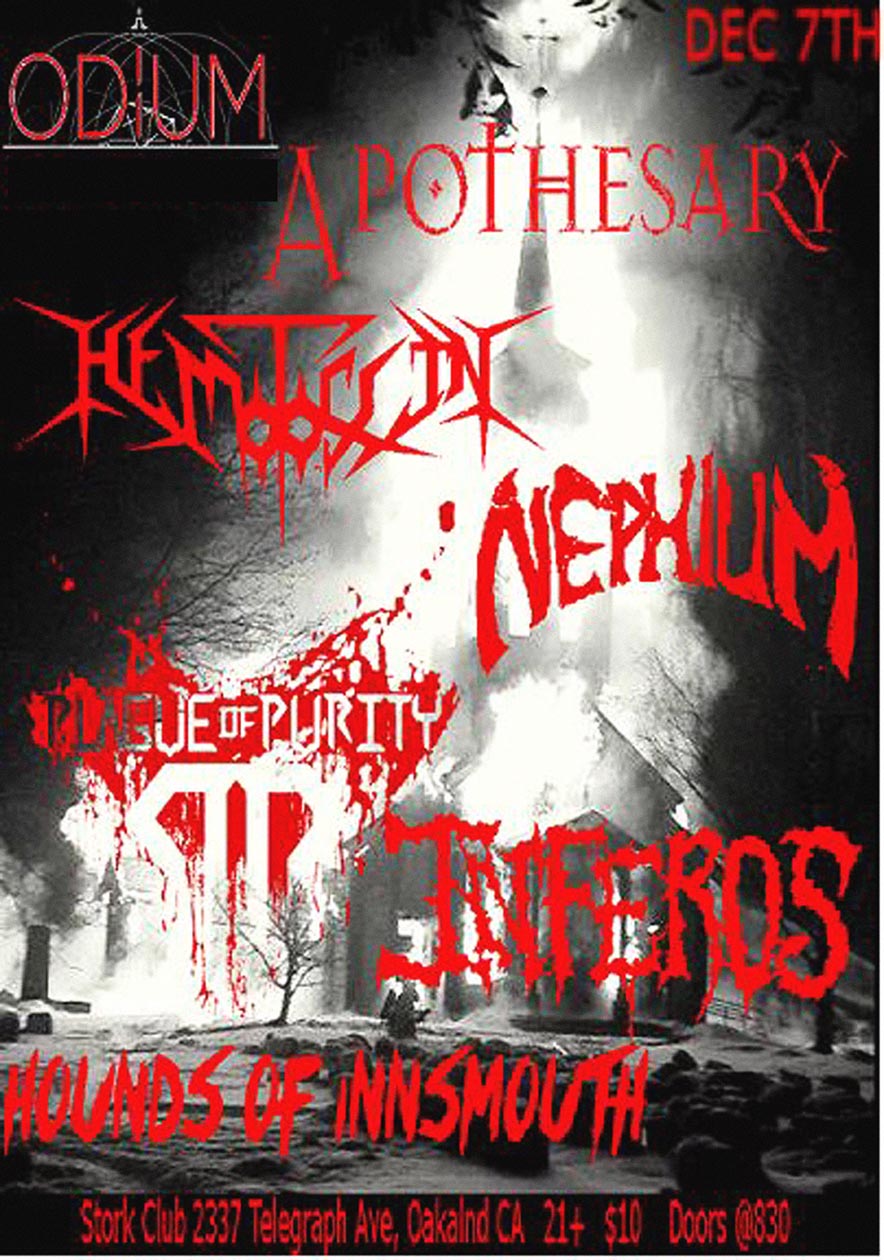 ODiUM
DEC 7TH
APOTHESARY
HEMOTOXIN
NEPHIUM
PLAGUE OF PURITY
INFEROS
HOUNDS OF INNSMOUTH
Stork Club 2337 Telegraph Ave, Oakalnd CA 21+ $10 Doors @830